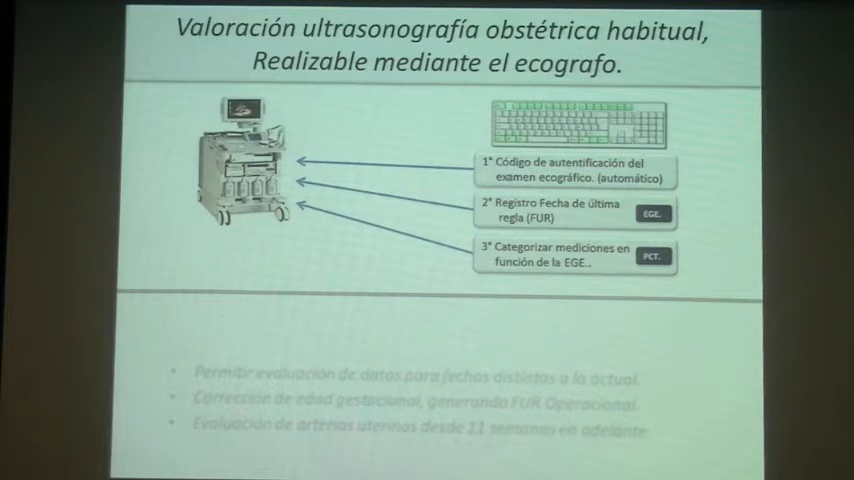 Valoración ultrasonografía obstétrica habitual,
Realizable mediante el ecografo.
1° Código de autentificación del
examen ecográfico. (automático)
2° Registro Fecha de última
regla (FUR)
EGE.
3° Categorizar mediciones en
función de la EGE..
PCT.
• Permitir evaluación de datos para fechas distintas a la actual.
• Corrección de edad gestacional, generando FUR Operacional.
• Evaluación de arterias uterinas desde 11 semanas en adelante